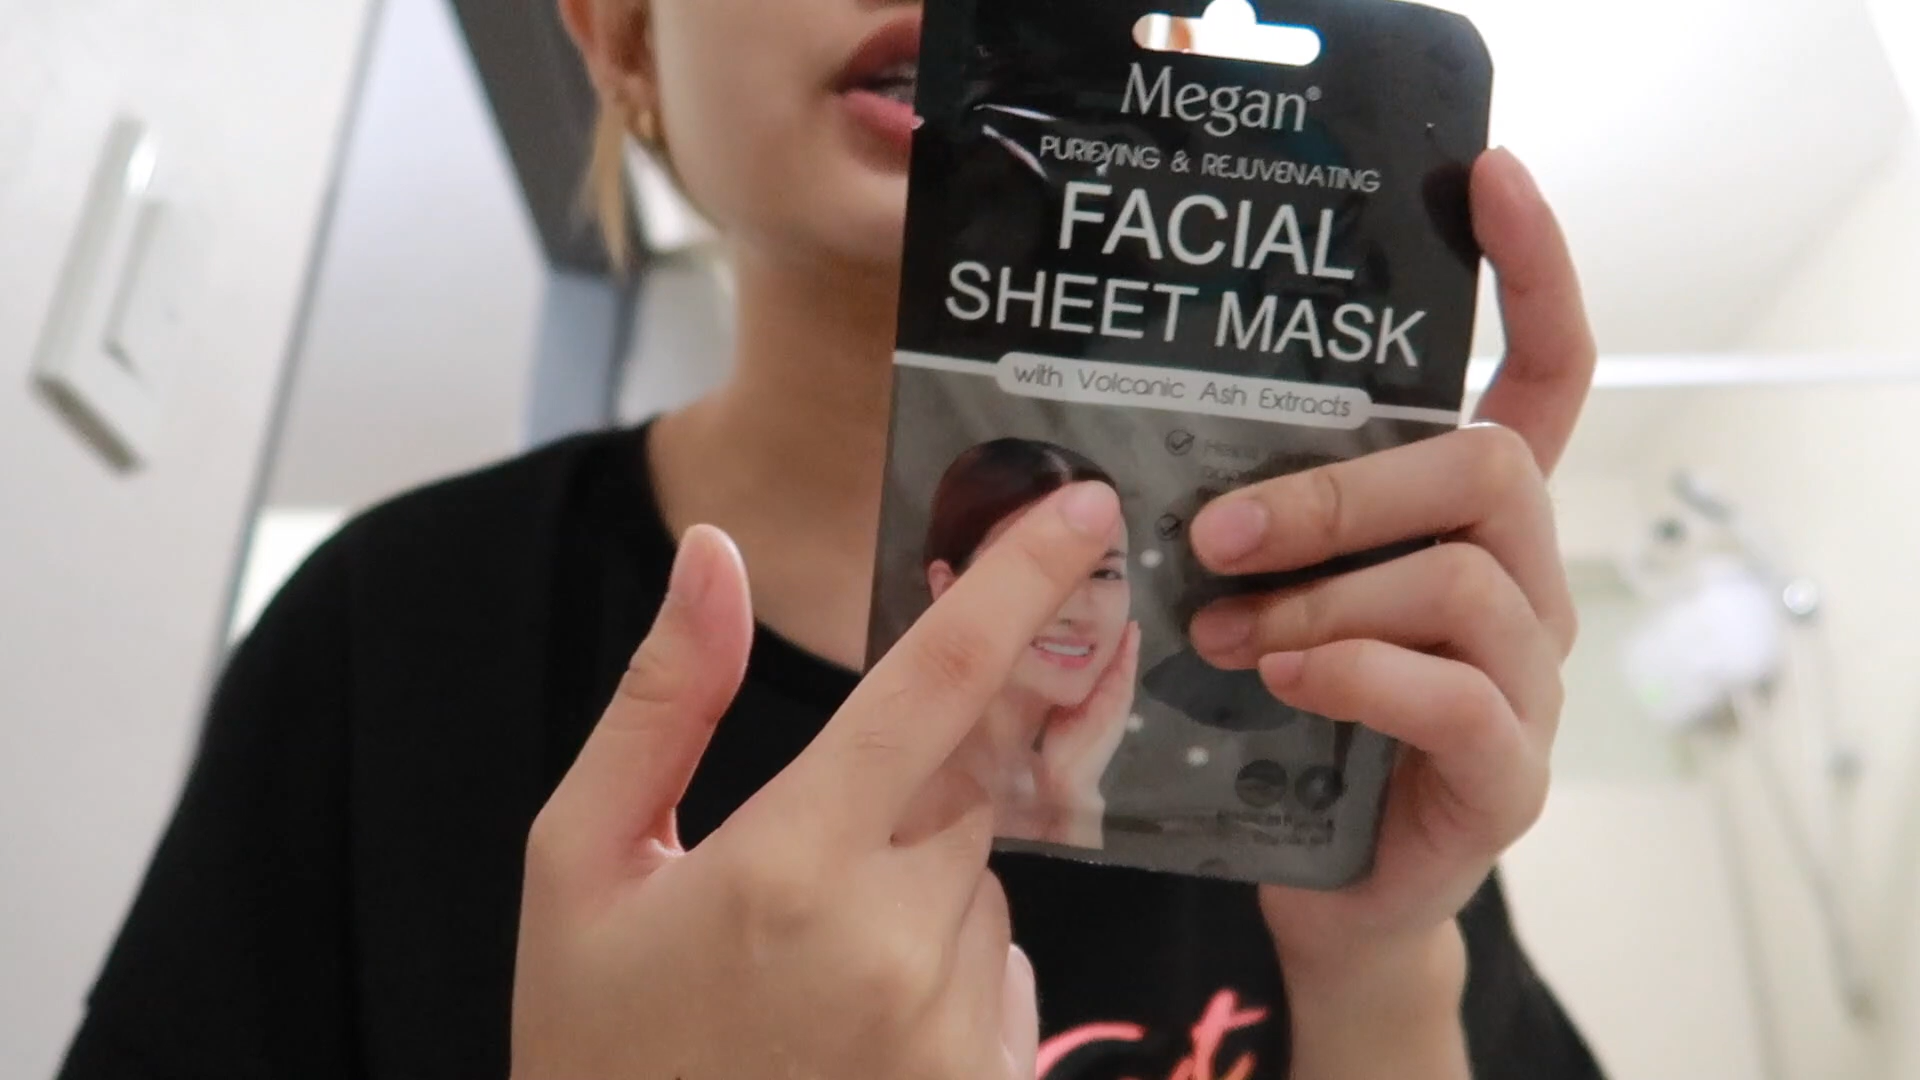 Megan®
PURIFYING & REJUVENATING
FACIAL
SHEET MASK
with Volcanic Ash Extracts